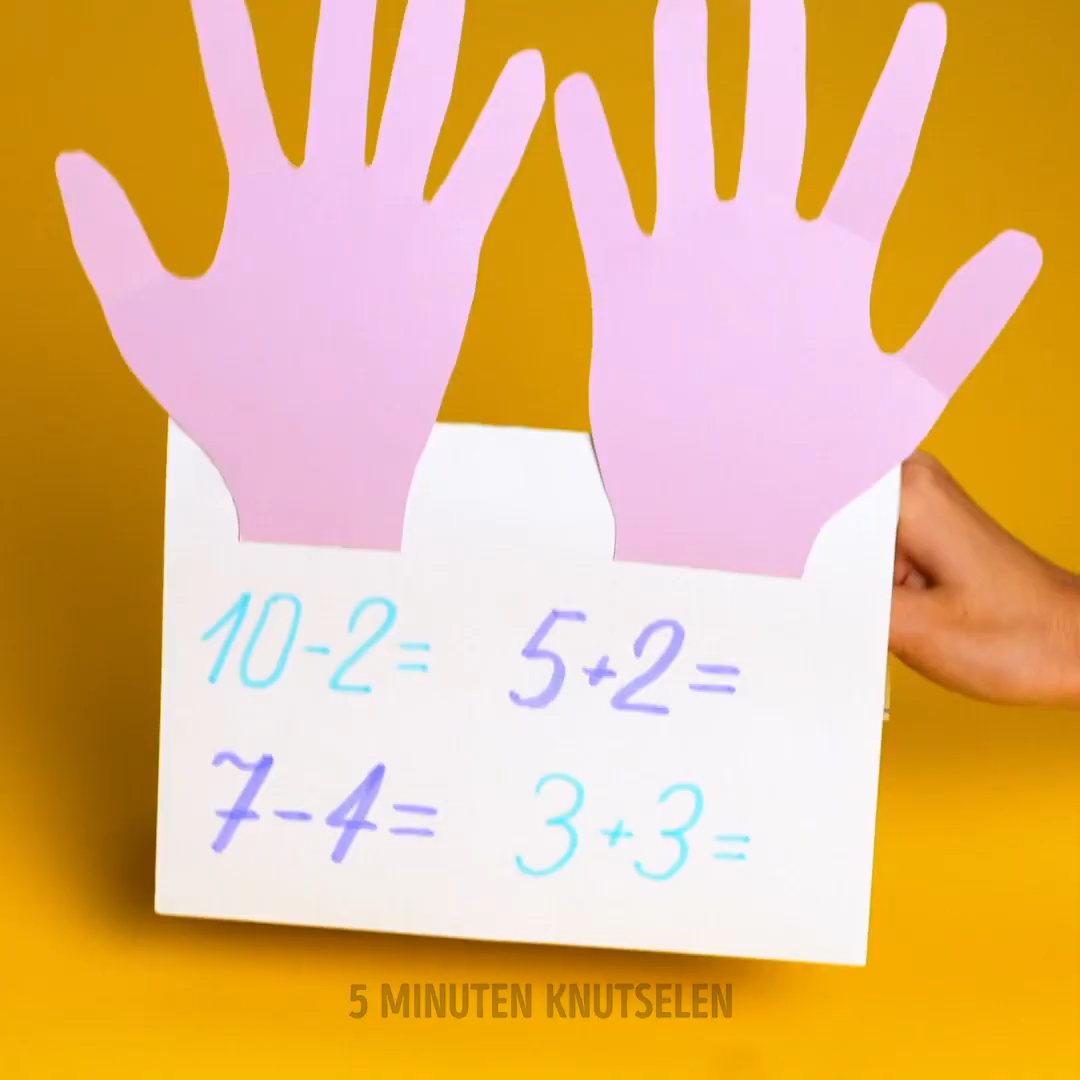 10-2= 5+2=
7-4= 3+3=
5 MINUTEN KNUTSELEN